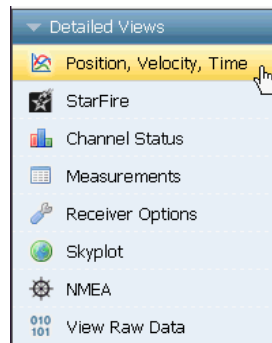 Detailed Views
Position, Velocity, Time
StarFire
Channel Status
Measurements
Receiver Options
Skyplot
NMEA
010
101
View Raw Data